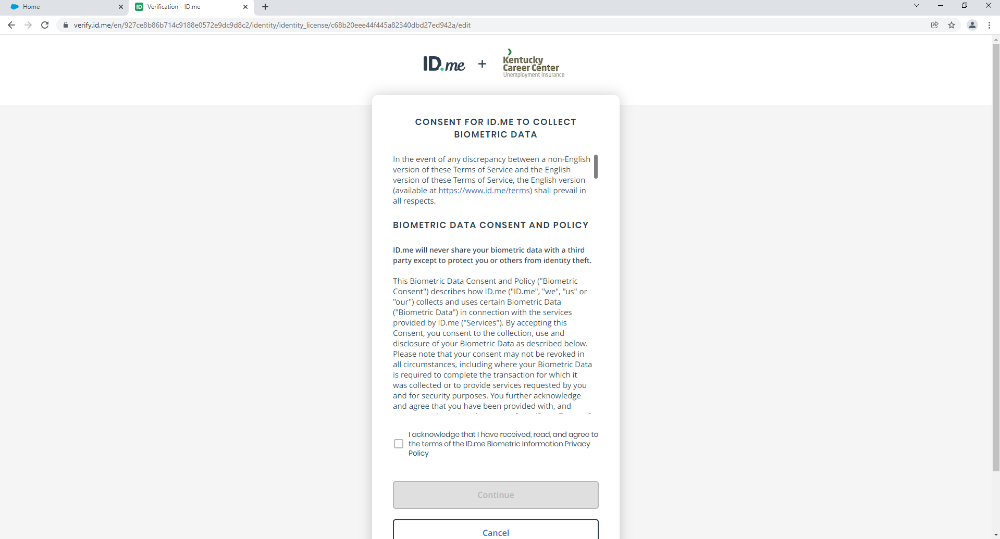 Home
Verification - ID.me
verify.id.me/en/927ce8b86b714c9188e0572e9dc9d8c2/identity/identity_license/c68b20eee44f445a82340dbd27ed942a/edit
ID.me + Kentucky
Career Center
Unemployment Insurance
CONSENT FOR ID.ME TO COLLECT
BIOMETRIC DATA
In the event of any discrepancy between a non-English
version of these Terms of Service and the English
version of these Terms of Service, the English version
(available at https://www.id.me/terms) shall prevail in
all respects.
BIOMETRIC DATA CONSENT AND POLICY
ID.me will never share your biometric data with a third
party except to protect you or others from identity theft.
This Biometric Data Consent and Policy ("Biometric
Consent") describes how ID.me ("ID.me", "we", "us" or
"our") collects and uses certain Biometric Data
("Biometric Data") in connection with the services
provided by ID.me ("Services"). By accepting this
Consent, you consent to the collection, use and
disclosure of your Biometric Data as described below.
Please note that your consent may not be revoked in
all circumstances, including where your Biometric Data
is required to complete the transaction for which it
was collected or to provide services requested by you
and for security purposes. You further acknowledge
and agree that you have been provided with, and
I acknowledge that I have received, read, and agree to
the terms of the ID.me Biometric Information Privacy
Policy
Continue
Cancel